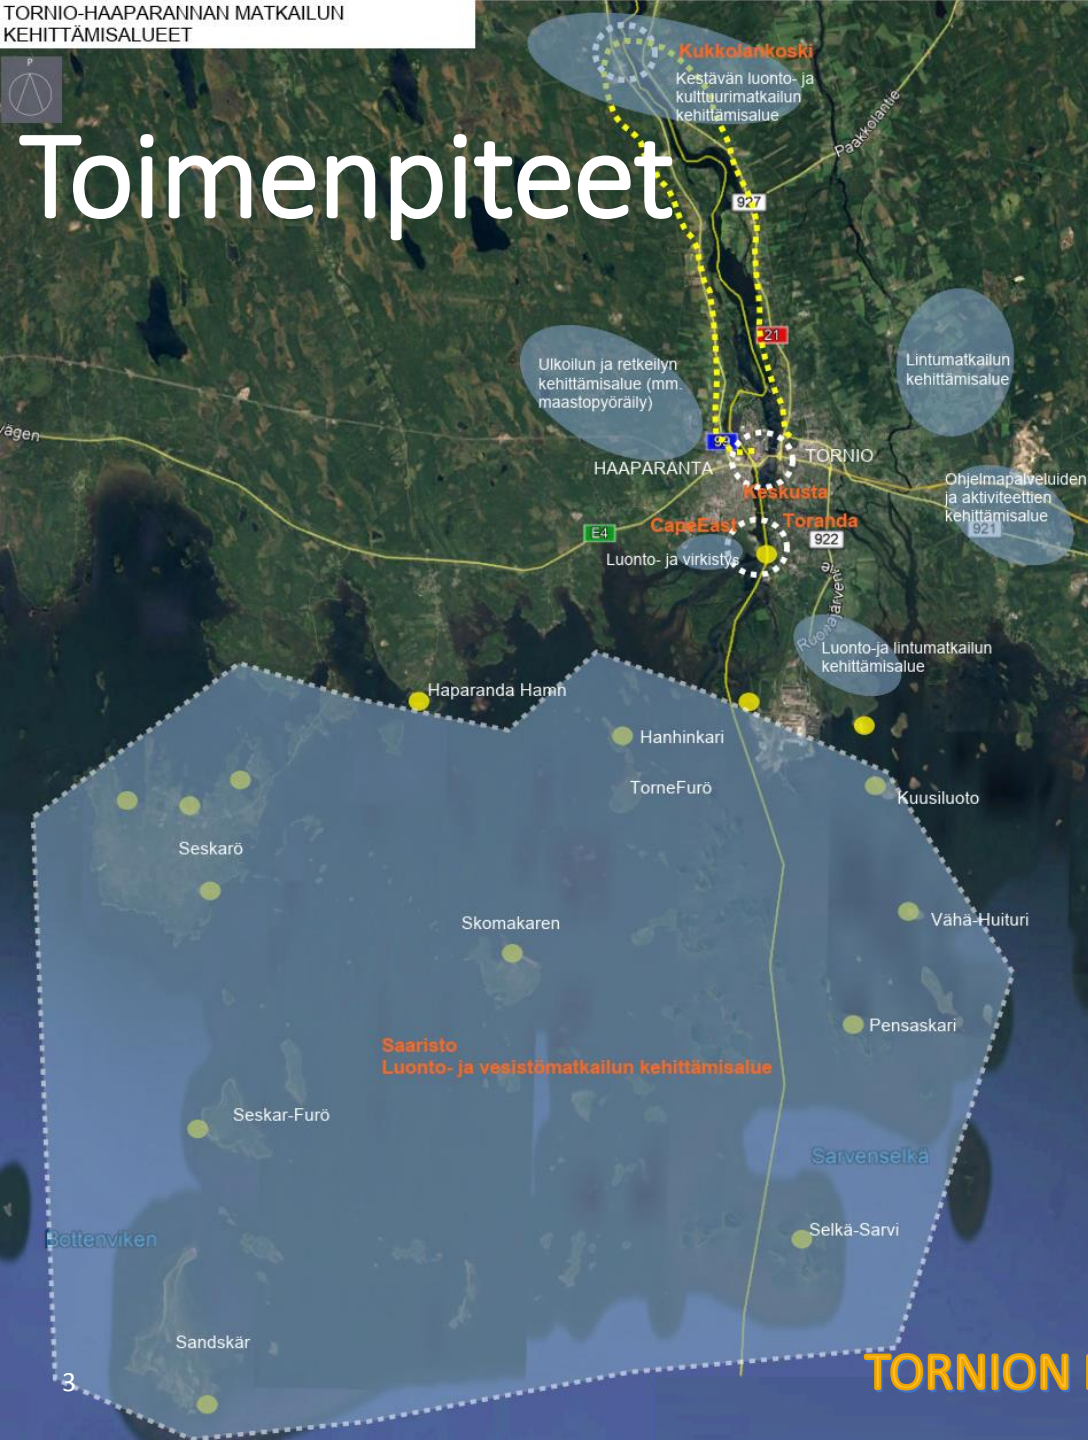 TORNIO-HAAPARANNAN MATKAILUN
KEHITTÄMISALUEET
P
Kukkolankoski
Kestävän luonto- ja
kulttuurimatkailun
kehittämisalue
Paakkolantie
Toimenpiteet
927
21
Ulkoilun ja retkeilyn
kehittämisalue (mm.
maastopyöräily)
Lintumatkailun
kehittämisalue
vägen
99
HAAPARANTA
TORNIO
Keskusta
Ohjelmapalveluiden
ja aktiviteettien
kehittämisalue
921
CapeEast
Toranda
E4
922
Luonto- ja virkistys
Luonto-ja lintumatkailun
kehittämisalue
Haparanda Hamn
Hanhinkari
TorneFurö
Kuusiluoto
Seskarö
Skomakaren
Vähä-Huituri
Pensaskari
Saaristo
Luonto- ja vesistömatkailun kehittämisalue
Seskar-Furö
Sarvenselkä
Selkä-Sarvi
Bottenviken
Sandskär
3
TORNION